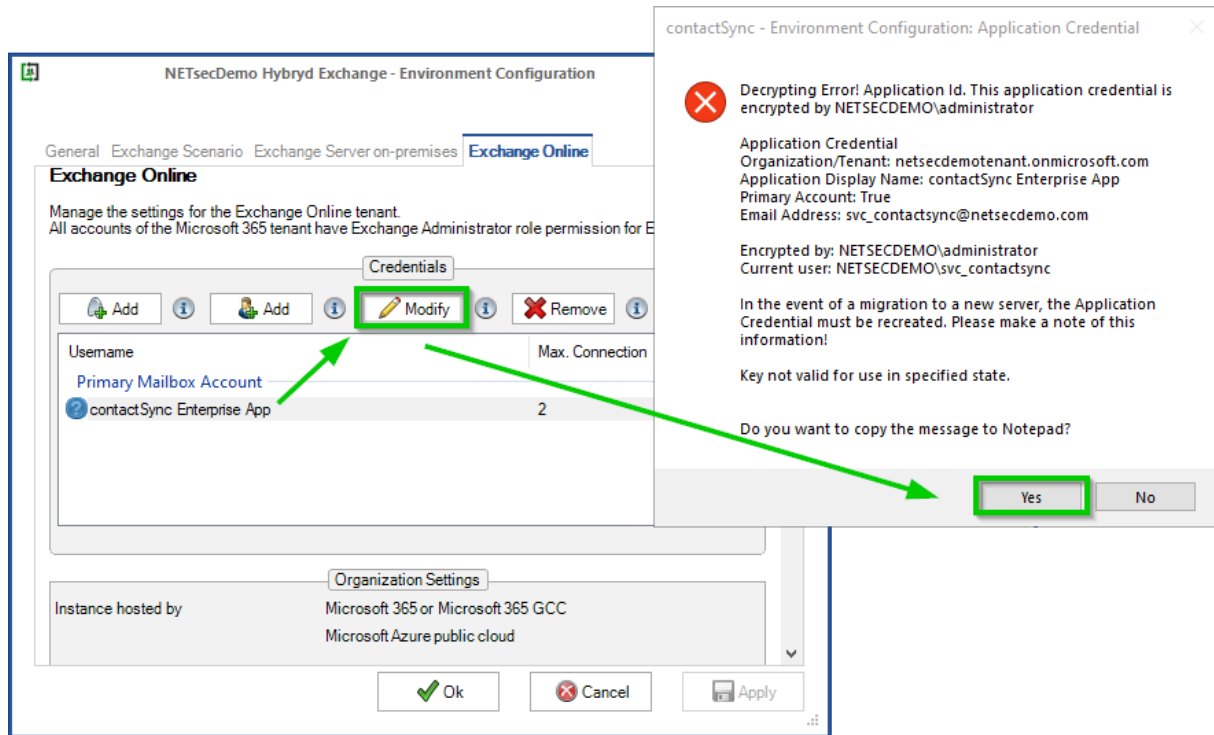 contactSync - Environment Configuration: Application Credential
NETsecDemo Hybryd Exchange - Environment Configuration
General Exchange Scenario Exchange Server on-premises Exchange Online
Exchange Online
Manage the settings for the Exchange Online tenant.
All accounts of the Microsoft 365 tenant have Exchange Administrator role permission for E
Credentials
Add Add Modify Remove
Username Max. Connection
Primary Mailbox Account
contactSync Enterprise App 2
Organization Settings
Instance hosted by Microsoft 365 or Microsoft 365 GCC
Microsoft Azure public cloud
Ok Cancel Apply
Decrypting Error! Application Id. This application credential is
encrypted by NETSECDEMO\administrator
Application Credential
Organization/Tenant: netsecdemotenant.onmicrosoft.com
Application Display Name: contactSync Enterprise App
Primary Account: True
Email Address: svc_contactsync@netsecdemo.com
Encrypted by: NETSECDEMO\administrator
Current user: NETSECDEMO\svc_contactsync
In the event of a migration to a new server, the Application
Credential must be recreated. Please make a note of this
information!
Key not valid for use in specified state.
Do you want to copy the message to Notepad?
Yes No